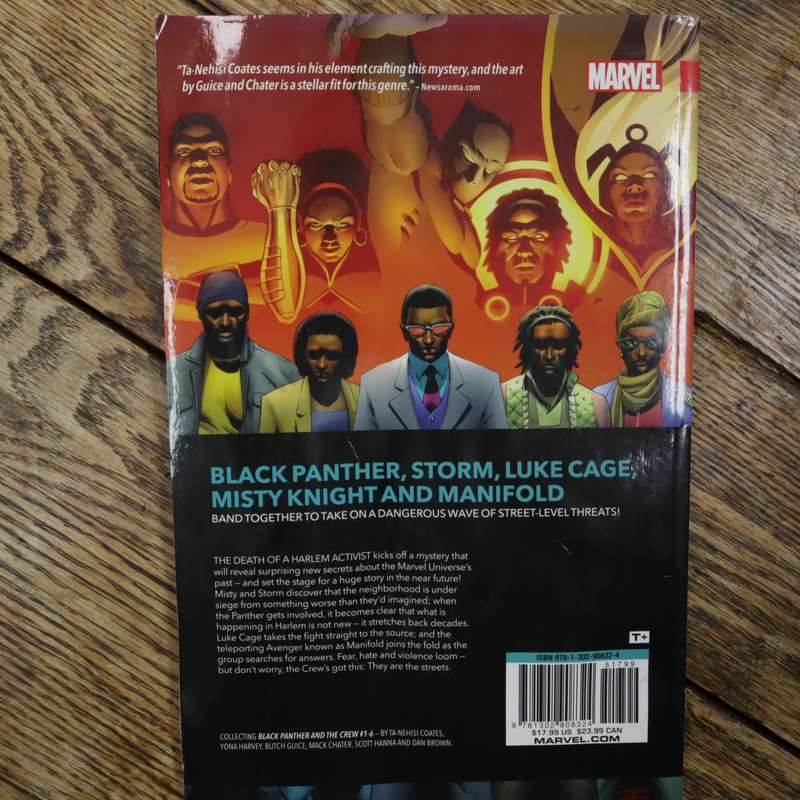 "Ta-Nehisi Coates seems in his element crafting this mystery, and the art
by Guice and Chater is a stellar fit for this genre." – Newsarama.com
MARVEL
BLACK PANTHER, STORM, LUKE CAGE,
MISTY KNIGHT AND MANIFOLD
BAND TOGETHER TO TAKE ON A DANGEROUS WAVE OF STREET-LEVEL THREATS!
THE DEATH OF A HARLEM ACTIVIST kicks off a mystery that
will reveal surprising new secrets about the Marvel Universe's
past – and set the stage for a huge story in the near future!
Misty and Storm discover that the neighborhood is under
siege from something worse than they'd imagined; when
the Panther gets involved, it becomes clear that what is
happening in Harlem is not new – it stretches back decades.
Luke Cage takes the fight straight to the source; and the
teleporting Avenger known as Manifold joins the fold as the
group searches for answers. Fear, hate and violence loom –
but don't worry, the Crew's got this: They are the streets.
COLLECTING BLACK PANTHER AND THE CREW #1-6 – BY TA-NEHISI COATES,
YONA HARVEY, BUTCH GUICE, MACK CHATER, SCOTT HANNA AND DAN BROWN
T+
ISBN 978-1-302-90832-4
51799
9 781302 908324
$17.99 US $23.99 CAN
MARVEL.COM